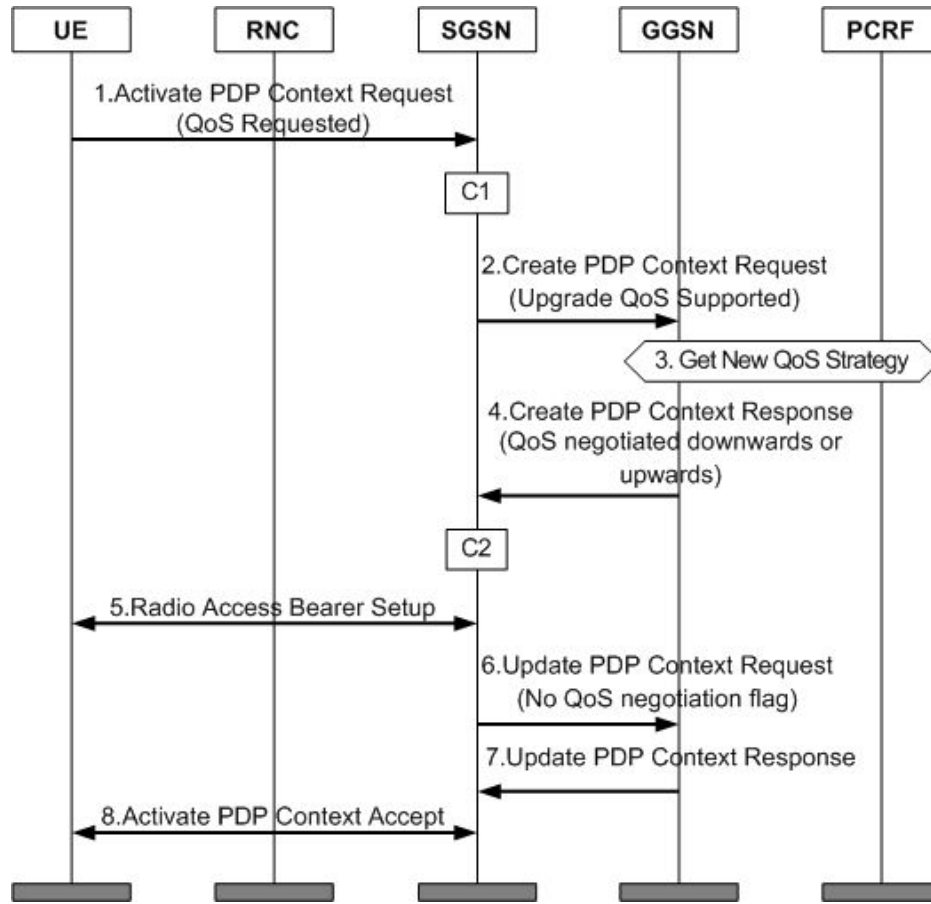 UE
RNC
SGSN
GGSN
PCRF
1.Activate PDP Context Request
(QoS Requested)
C1
2.Create PDP Context Request
(Upgrade QoS Supported)
3. Get New QoS Strategy
4.Create PDP Context Response
(QoS negotiated downwards or
upwards)
C2
5.Radio Access Bearer Setup
6.Update PDP Context Request
(No QoS negotiation flag)
7.Update PDP Context Response
8.Activate PDP Context Accept